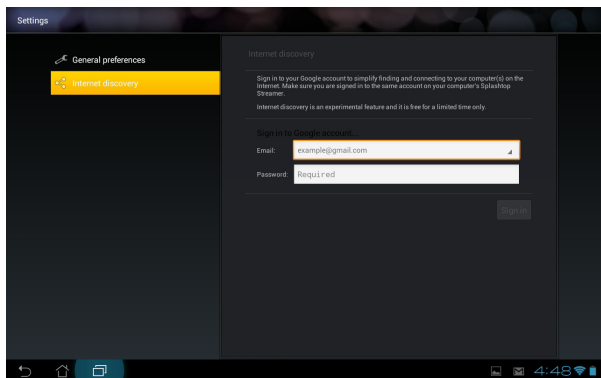 Settings
General preferences
Internet discovery
Internet discovery
Sign in to your Google account to simplify finding and connecting to your computer(s) on the
Internet. Make sure you are signed in to the same account on your computer's Splashtop
Streamer.
Internet discovery is an experimental feature and it is free for a limited time only.
Sign in to Google account...
Email:
example@gmail.com
Password:
Required
Sign in
4:48